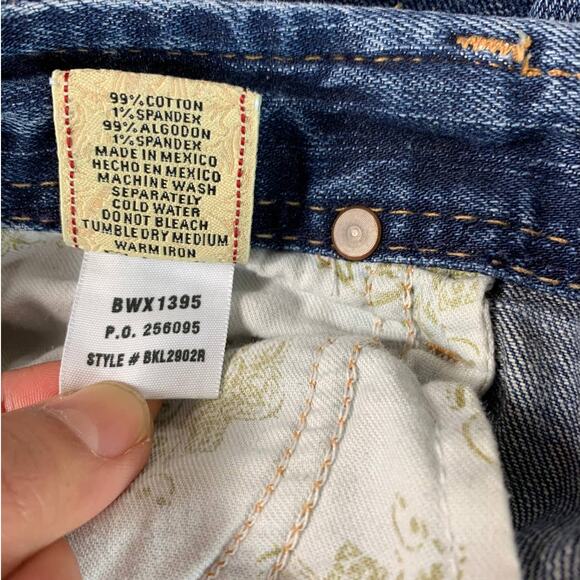 99% COTTON
1% SPANDEX
99% ALGODON
1% SPANDEX
MADE IN MEXICO
HECHO EN MEXICO
MACHINE WASH
SEPARATELY
COLD WATER
DO NOT BLEACH
TUMBLE DRY MEDIUM
WARM IRON
BWX1395
P.O. 256095
STYLE # BKL2902R